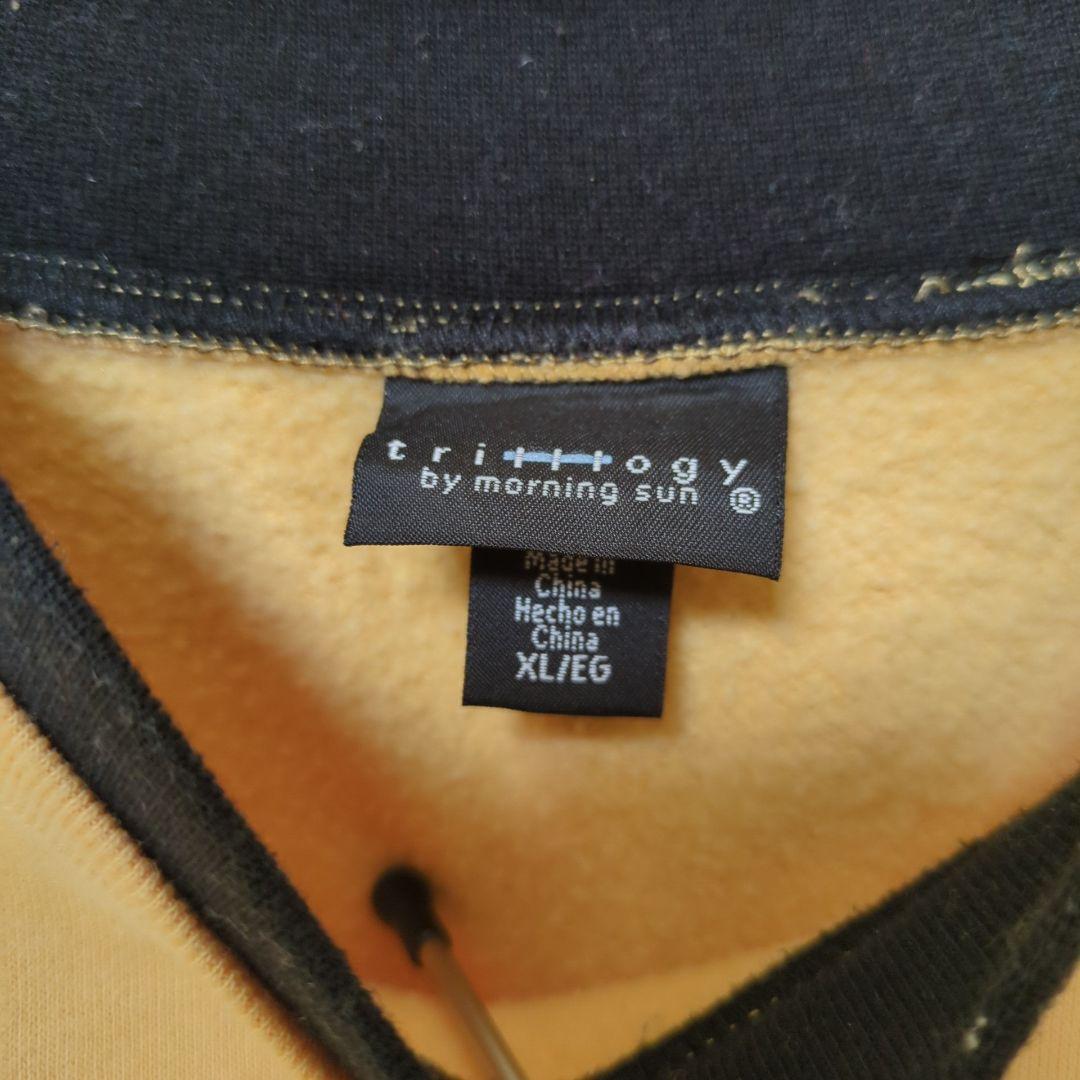 trilllogy
by morning sun ®
Made in
China
Hecho en
China
XL/EG